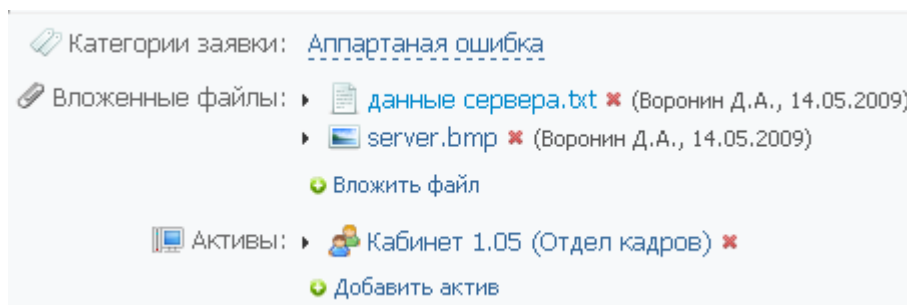 Категории заявки: Аппартаная ошибка
Вложенные файлы: данные сервера.txt (Воронин Д.А., 14.05.2009)
server.bmp (Воронин Д.А., 14.05.2009)
Вложить файл
Активы: Кабинет 1.05 (Отдел кадров)
Добавить актив